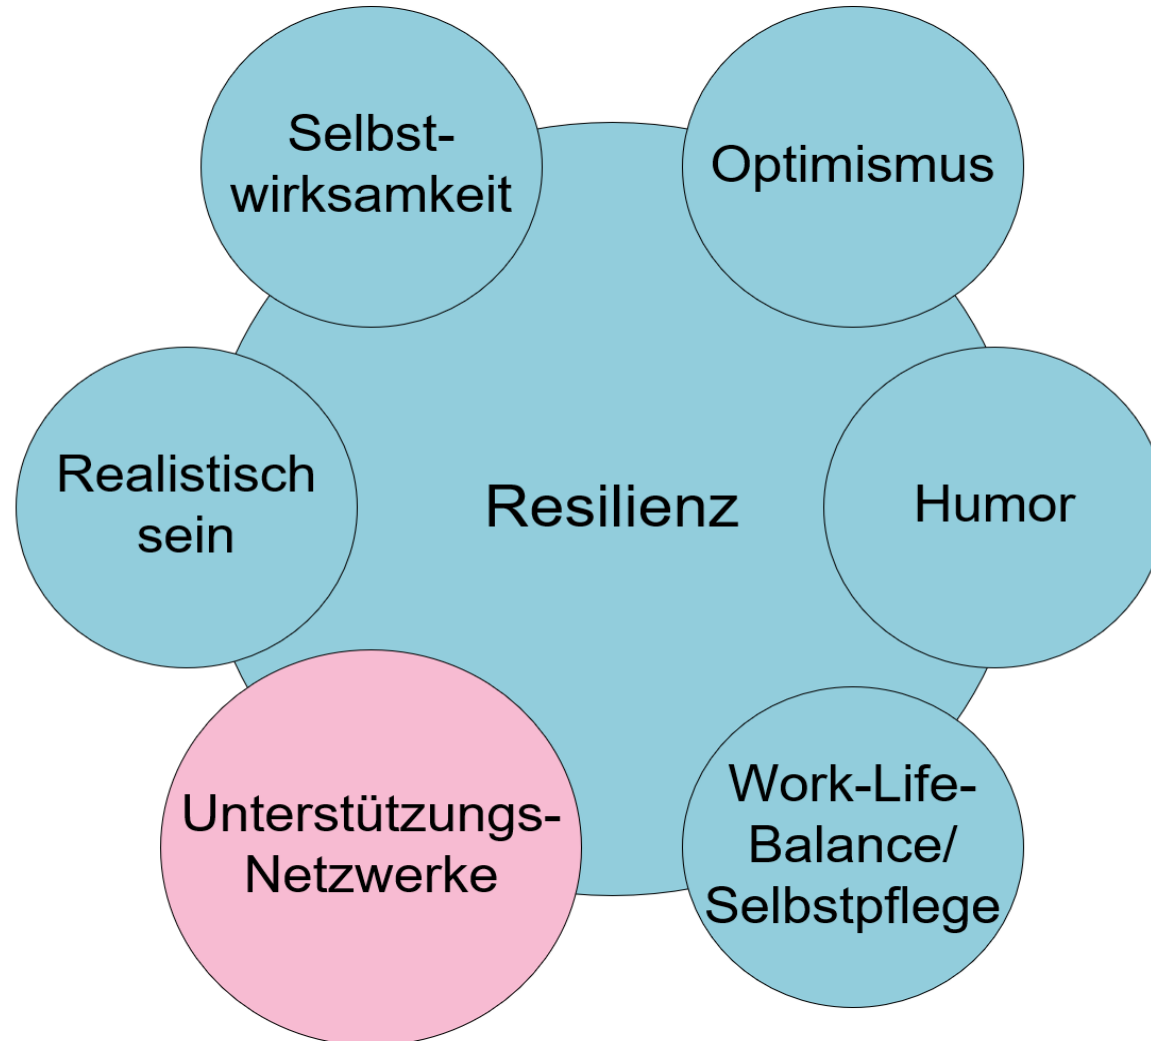 Selbst-
wirksamkeit
Optimismus
Realistisch
sein
Resilienz
Humor
Unterstützungs-
Netzwerke
Work-Life-
Balance/
Selbstpflege